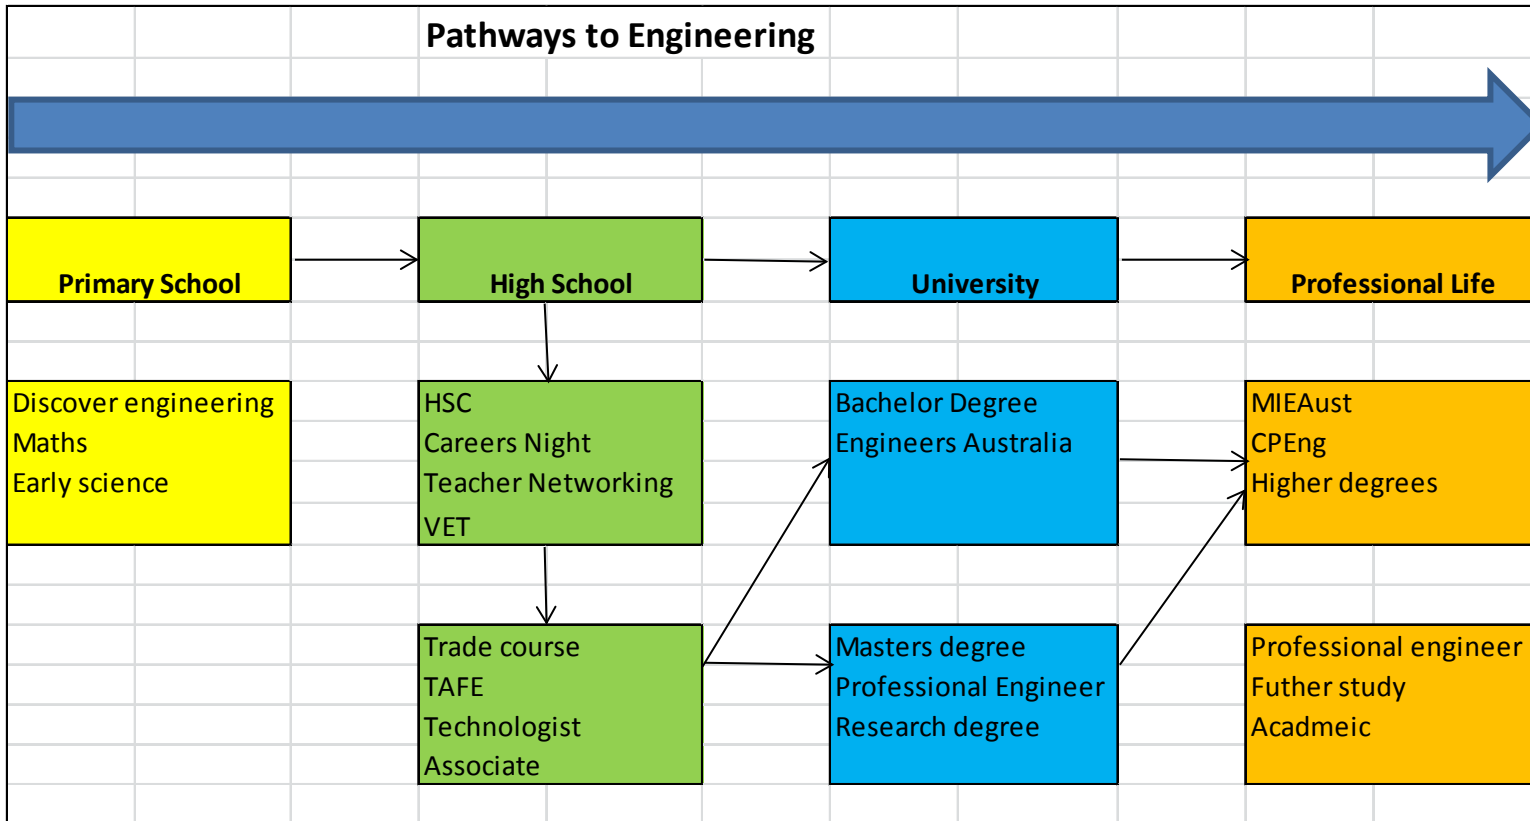 Pathways to Engineering
Primary School
High School
University
Professional Life
Discover engineering
Maths
Early science
HSC
Careers Night
Teacher Networking
VET
Bachelor Degree
Engineers Australia
MIEAust
CPEng
Higher degrees
Trade course
TAFE
Technologist
Associate
Masters degree
Professional Engineer
Research degree
Professional engineer
Futher study
Acadmeic